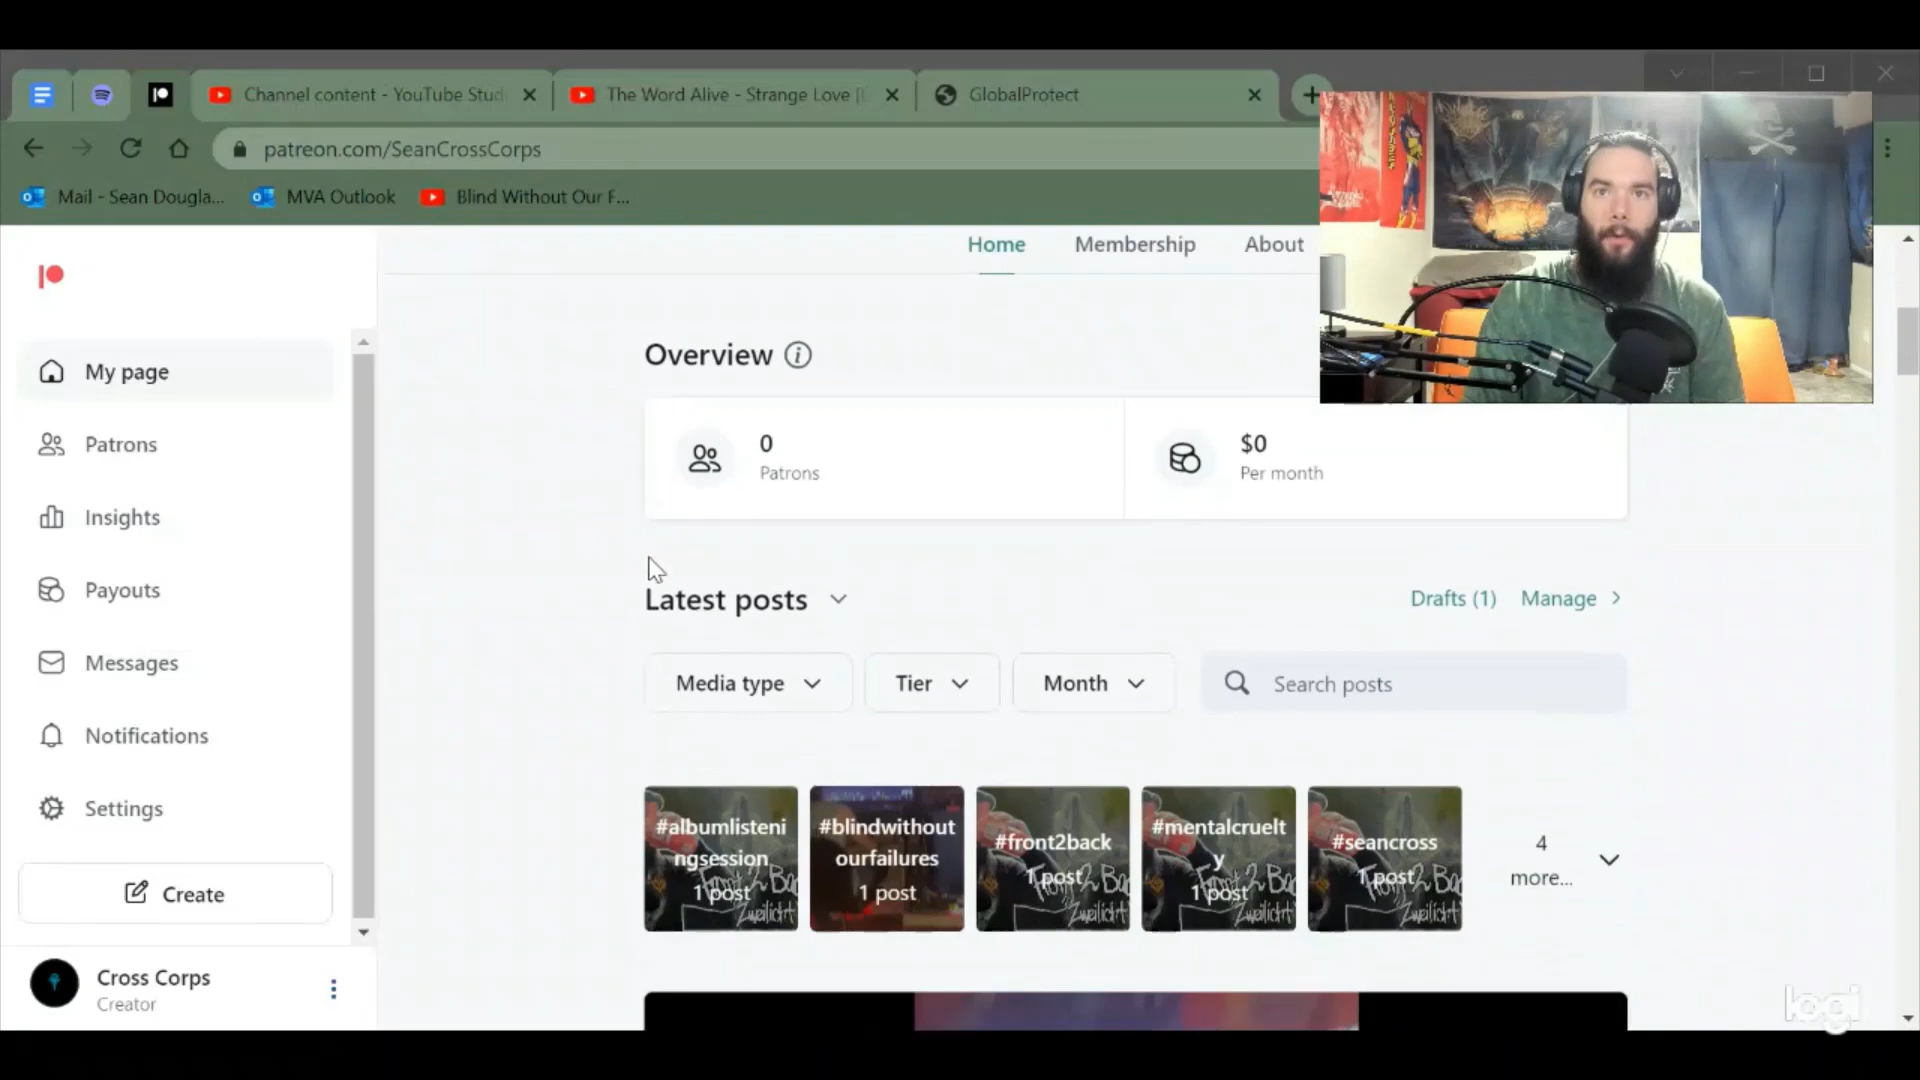 Channel content - YouTube Stud
The Word Alive - Strange Love [
GlobalProtect
patreon.com/SeanCrossCorps
Mail - Sean Dougla...
MVA Outlook
Blind Without Our F...
Home
Membership
About
My page
Patrons
Insights
Payouts
Messages
Notifications
Settings
Create
Cross Corps
Creator
Overview
0
Patrons
$0
Per month
Latest posts
Drafts (1)
Manage
Media type
Tier
Month
Search posts
#albumlisteni
ngsession
1 post
#blindwithout
ourfailures
1 post
#front2back
1 post
#mentalcruelt
y
1 post
#seancross
1 post
4
more...
logi